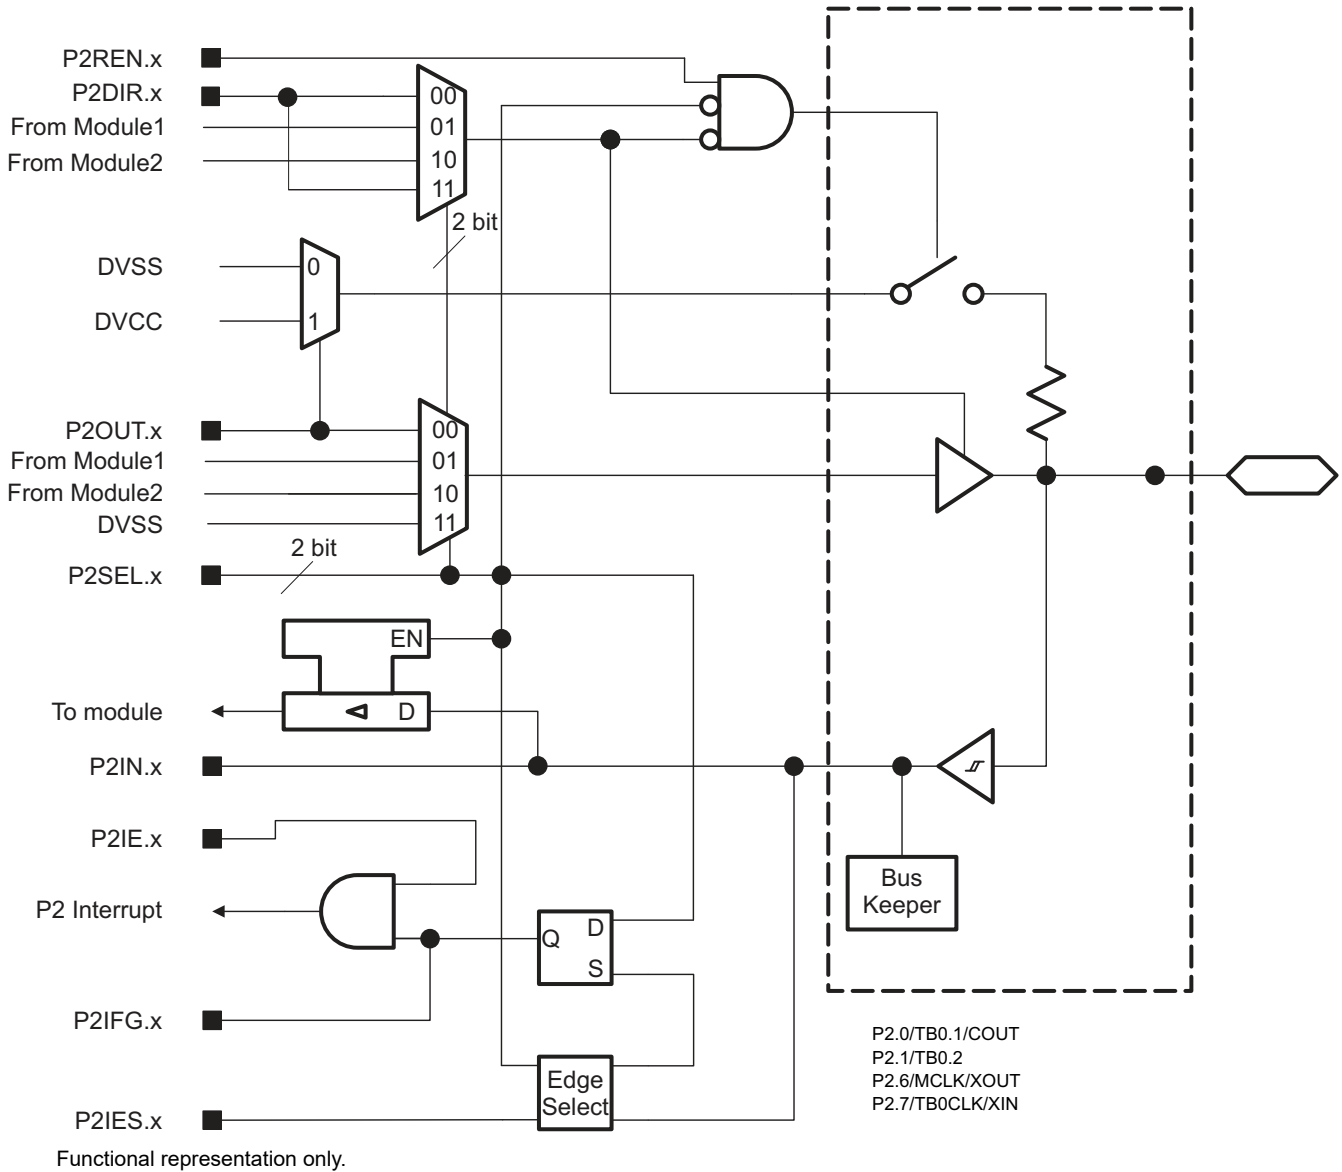 P2REN.x
P2DIR.x
From Module1
From Module2
00
01
10
11
2 bit
DVSS
DVCC
0
1
P2OUT.x
From Module1
From Module2
DVSS
00
01
10
11
P2SEL.x
2 bit
EN
D
To module
P2IN.x
P2IE.x
P2 Interrupt
Q
D
S
Bus
Keeper
P2IFG.x
Edge
Select
P2IES.x
P2.0/TB0.1/COUT
P2.1/TB0.2
P2.6/MCLK/XOUT
P2.7/TB0CLK/XIN
Functional representation only.